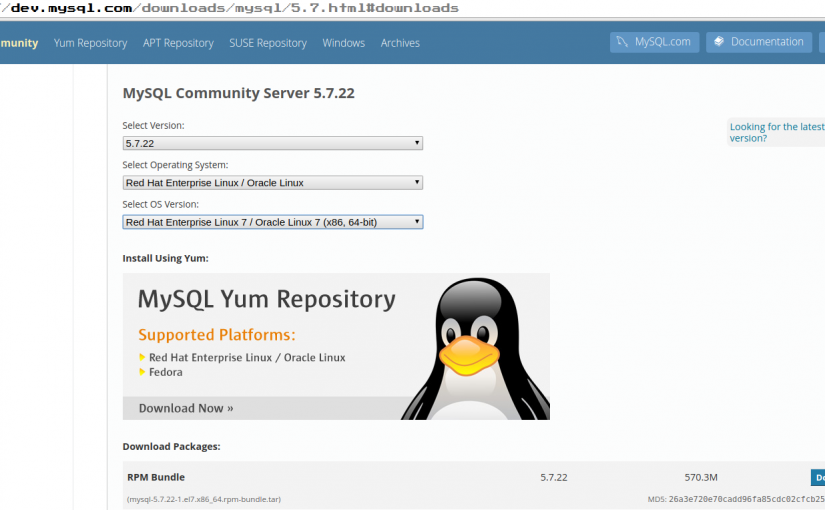 /dev.mysql.com/downloads/mysql/5.7.html#downloads
munity Yum Repository APT Repository SUSE Repository Windows Archives MySQL.com Documentation
MySQL Community Server 5.7.22
Select Version:
5.7.22
Looking for the latest
version?
Select Operating System:
Red Hat Enterprise Linux / Oracle Linux
Select OS Version:
Red Hat Enterprise Linux 7 / Oracle Linux 7 (x86, 64-bit)
Install Using Yum:
MySQL Yum Repository
Supported Platforms:
Red Hat Enterprise Linux / Oracle Linux
Fedora
Download Now »
Download Packages:
RPM Bundle 5.7.22 570.3M Do
(mysql-5.7.22-1.el7.x86_64.rpm-bundle.tar) MD5: 26a3e720e70cadd96fa85cdc02cfcb25